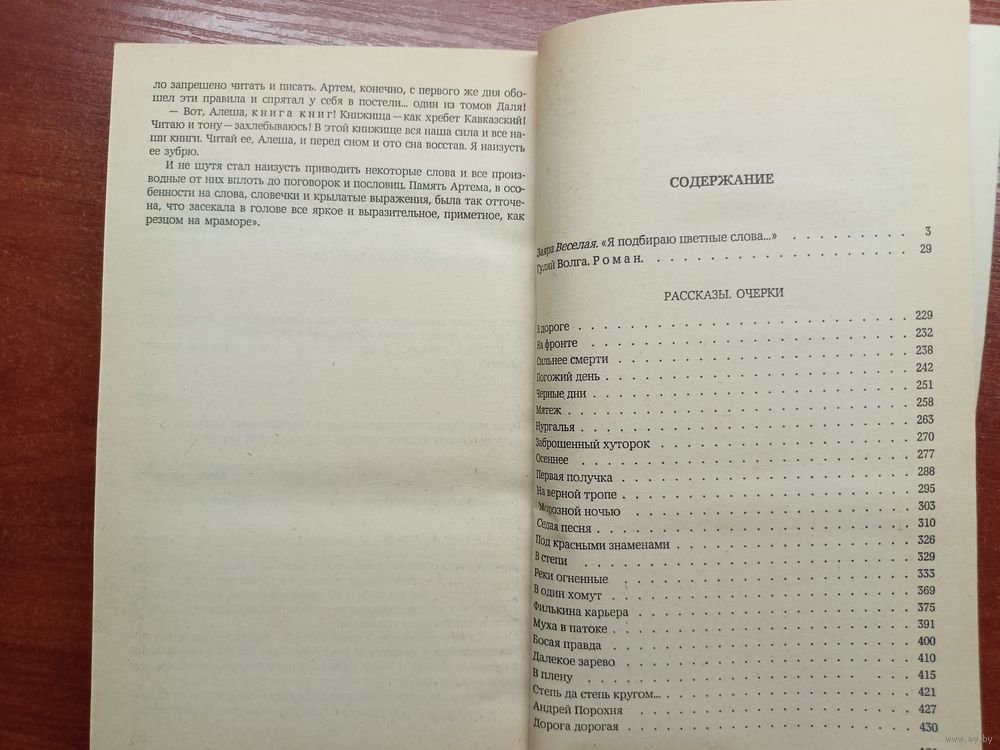 ло запрещено читать и писать. Артем, конечно, с первого же дня обо-
шел эти правила и спрятал у себя в постели... один из томов Даля!
— Вот, Алеша, книга книг! Книжища — как хребет Кавказский!
Читаю и тону — захлебываюсь! В этой книжище вся наша сила и все на-
ши книги. Читай ее, Алеша, и перед сном и ото сна восстав. Я наизусть
ее зубрю.
И не шутя стал наизусть приводить некоторые слова и все произ-
водные от них вплоть до поговорок и пословиц. Память Артема, в осо-
бенности на слова, словечки и крылатые выражения, была так отточе-
на, что засекала в голове все яркое и выразительное, приметное, как
резцом на мраморе».
СОДЕРЖАНИЕ
Заяра Веселая. «Я подбираю цветные слова...» . . . . . . . . . 3
Гуляй Волга. Роман. . . . . . . . . . . . . . . . . . 29
РАССКАЗЫ. ОЧЕРКИ
В дороге . . . . . . . . . . . . . . . . . . . . . 229
На фронте . . . . . . . . . . . . . . . . . . . . . 232
Сильнее смерти . . . . . . . . . . . . . . . . . . . 238
Погожий день . . . . . . . . . . . . . . . . . . . . 242
Черные дни . . . . . . . . . . . . . . . . . . . . . 251
Мятеж . . . . . . . . . . . . . . . . . . . . . . 258
Нургалья . . . . . . . . . . . . . . . . . . . . . 263
Заброшенный хуторок . . . . . . . . . . . . . . . . . 270
Осеннее . . . . . . . . . . . . . . . . . . . . . 277
Первая получка . . . . . . . . . . . . . . . . . . . 288
На верной тропе . . . . . . . . . . . . . . . . . . . 295
Морозной ночью . . . . . . . . . . . . . . . . . . . 303
Седая песня . . . . . . . . . . . . . . . . . . . . 310
Под красными знаменами . . . . . . . . . . . . . . . . 326
В степи . . . . . . . . . . . . . . . . . . . . . 329
Реки огненные . . . . . . . . . . . . . . . . . . . 333
В один хомут . . . . . . . . . . . . . . . . . . . . 369
Филькина карьера . . . . . . . . . . . . . . . . . . 375
Муха в патоке . . . . . . . . . . . . . . . . . . . 391
Босая правда . . . . . . . . . . . . . . . . . . . . 400
Далекое зарево . . . . . . . . . . . . . . . . . . . 410
В плену . . . . . . . . . . . . . . . . . . . . . 415
Степь да степь кругом... . . . . . . . . . . . . . . . . 421
Андрей Порохня . . . . . . . . . . . . . . . . . . . 427
Дорога дорогая . . . . . . . . . . . . . . . . . . . 430
www.ay.by